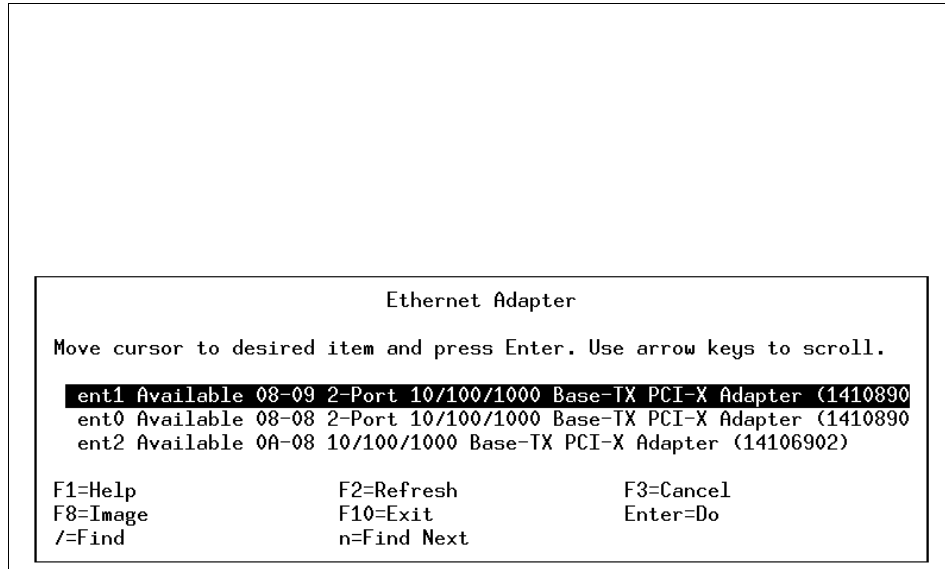 Ethernet Adapter
Move cursor to desired item and press Enter. Use arrow keys to scroll.
ent1 Available 08-09 2-Port 10/100/1000 Base-TX PCI-X Adapter (1410890
ent0 Available 08-08 2-Port 10/100/1000 Base-TX PCI-X Adapter (1410890
ent2 Available 0A-08 10/100/1000 Base-TX PCI-X Adapter (14106902)
F1=Help F2=Refresh F3=Cancel
F8=Image F10=Exit Enter=Do
/=Find n=Find Next